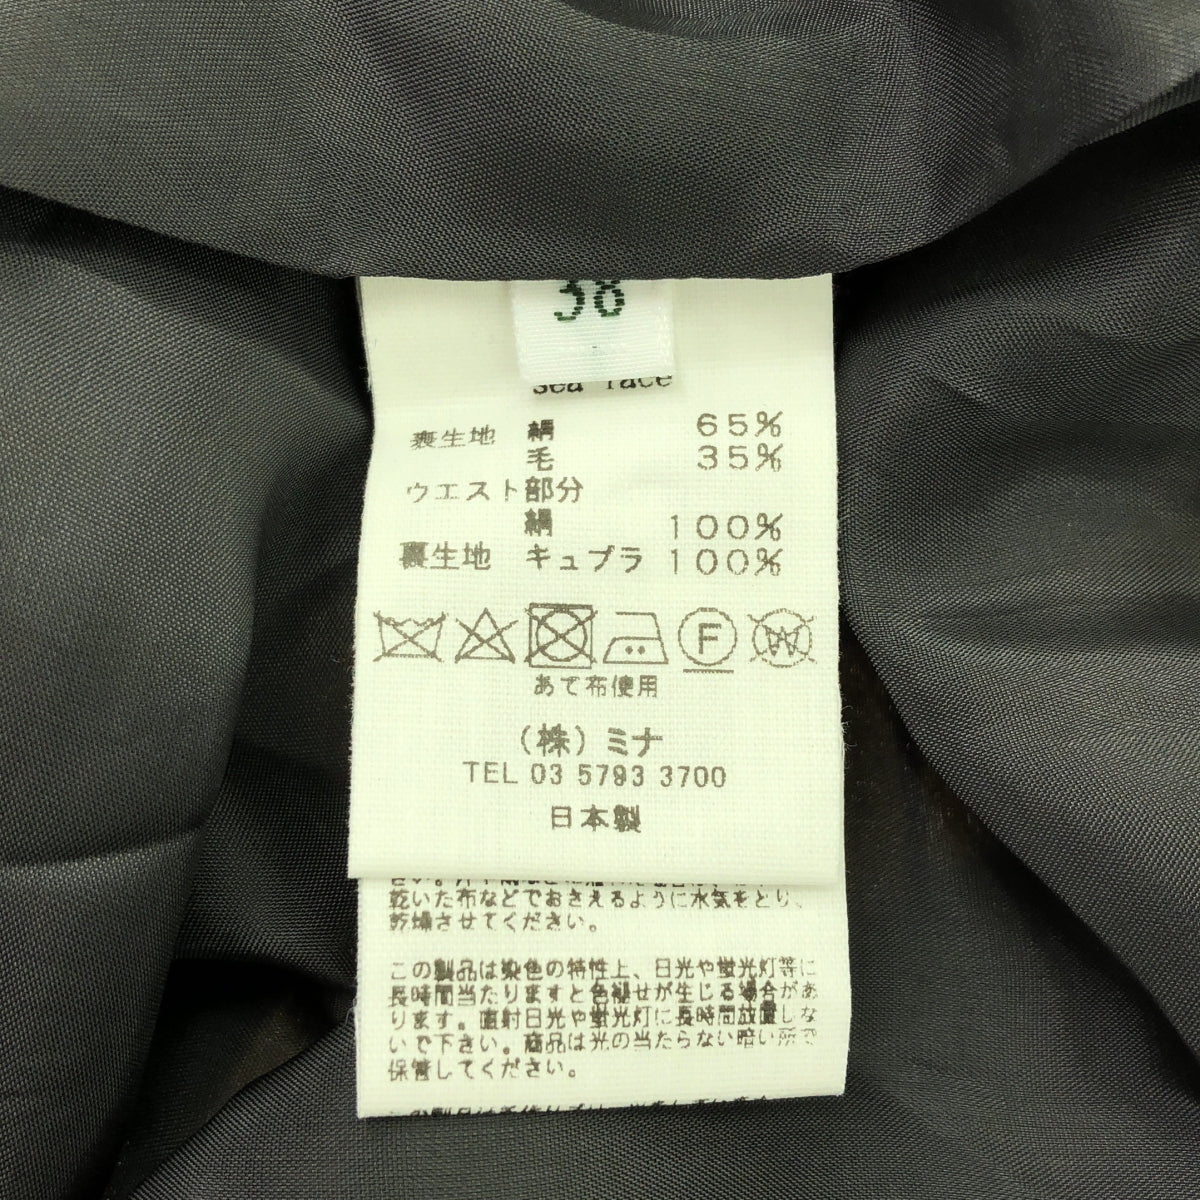 38
sea face
表生地 絹 65%
毛 35%
ウエスト部分
絹 100%
裏生地 キュプラ 100%
F
W
あて布使用
(株)ミナ
TEL 03 5793 3700
日本製
乾いた布などでおさえるように水気をとり、
乾燥させてください。
この製品は染色の特性上、日光や蛍光灯等に
長時間当たりますと色褪せが生じる場合があ
ります。直射日光や蛍光灯に長時間放置しな
いで下さい。商品は光の当たらない暗い所で
保管してください。